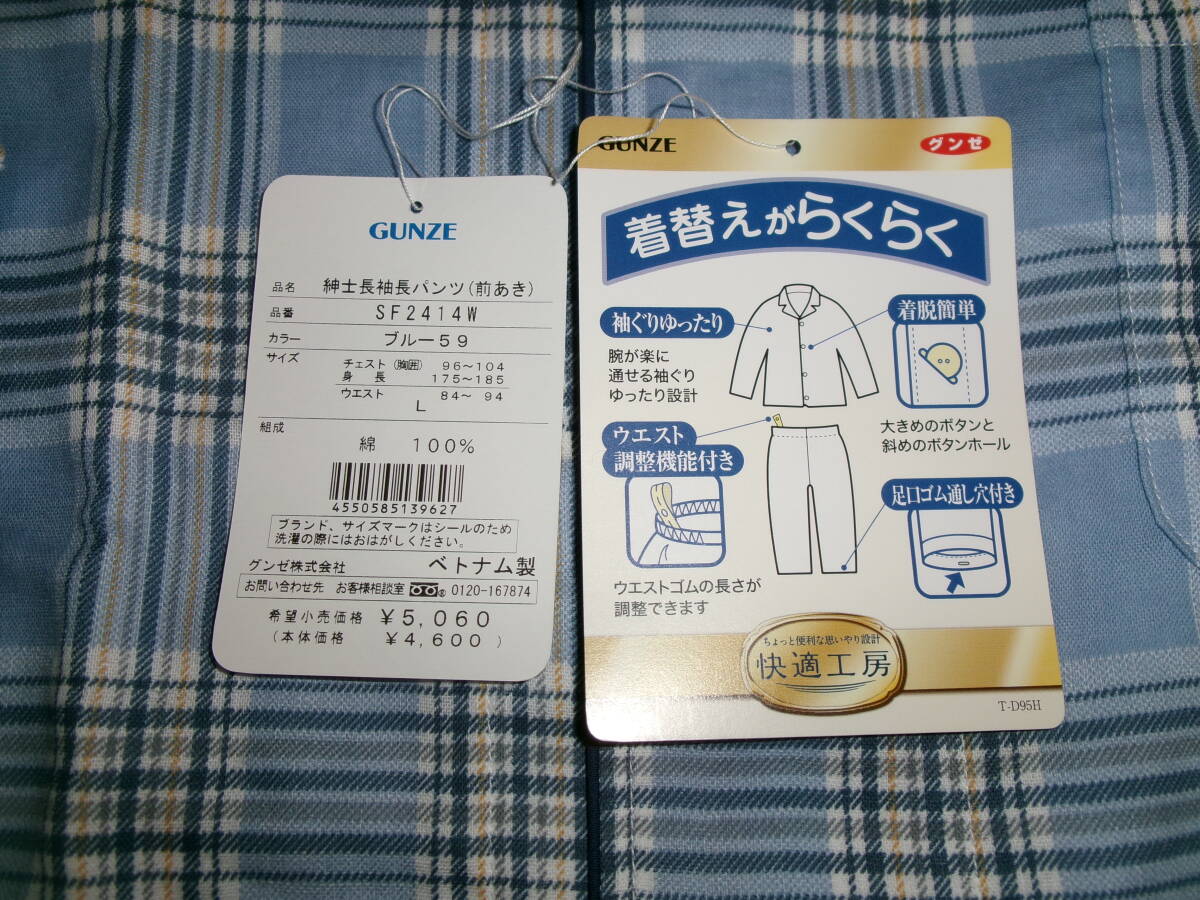 GUNZE
品名 紳士長袖長パンツ(前あき)
品番 SF2414W
カラー ブルー59
サイズ チェスト(胸囲) 96～104
身長 175～185
ウエスト 84～ 94
L
組成
綿 100%
4550585139627
ブランド、サイズマークはシールのため
洗濯の際にはおはがしください。
グンゼ株式会社 ベトナム製
お問い合わせ先 お客様相談室 0120-167874
希望小売価格 ¥5,060
(本体価格 ¥4,600 )
GUNZE
グンゼ
着替えがらくらく
袖ぐりゆったり
腕が楽に
通せる袖ぐり
ゆったり設計
着脱簡単
大きめのボタンと
斜めのボタンホール
ウエスト
調整機能付き
ウエストゴムの長さが
調整できます
足口ゴム通し穴付き
ちょっと便利な思いやり設計
快適工房
T-D95H